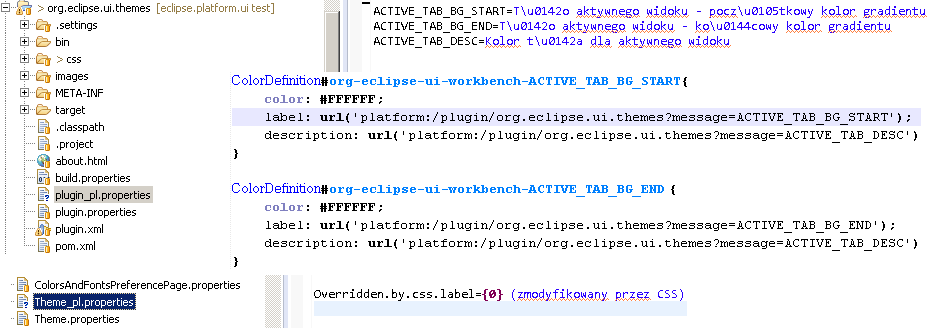 > org.eclipse.ui.themes [eclipse.platform.ui test]
.settings
bin
> css
images
META-INF
target
.classpath
.project
about.html
build.properties
plugin_pl.properties
plugin.properties
plugin.xml
pom.xml
ACTIVE_TAB_BG_START=T\u0142o aktywnego widoku - pocz\u0105tkowy kolor gradientu
ACTIVE_TAB_BG_END=T\u0142o aktywnego widoku - ko\u0144cowy kolor gradientu
ACTIVE_TAB_DESC=Kolor t\u0142a dla aktywnego widoku
ColorDefinition#org-eclipse-ui-workbench-ACTIVE_TAB_BG_START{
color: #FFFFFF;
label: url('platform:/plugin/org.eclipse.ui.themes?message=ACTIVE_TAB_BG_START');
description: url('platform:/plugin/org.eclipse.ui.themes?message=ACTIVE_TAB_DESC')
}
ColorDefinition#org-eclipse-ui-workbench-ACTIVE_TAB_BG_END {
color: #FFFFFF;
label: url('platform:/plugin/org.eclipse.ui.themes?message=ACTIVE_TAB_BG_END');
description: url('platform:/plugin/org.eclipse.ui.themes?message=ACTIVE_TAB_DESC')
}
ColorsAndFontsPreferencePage.properties
Theme_pl.properties
Theme.properties
Overridden.by.css.label={0} (zmodyfikowany przez CSS)